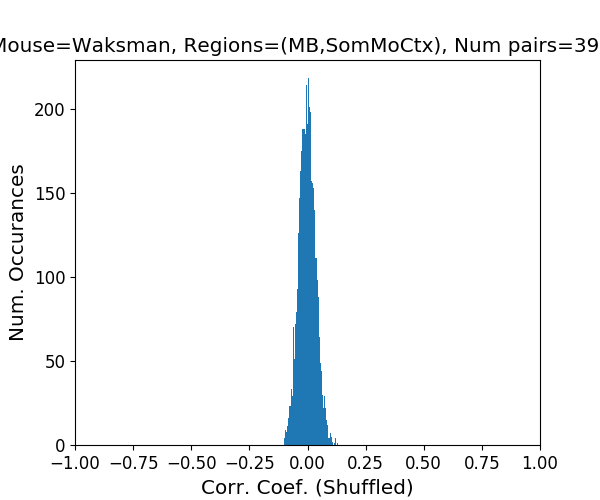 Mouse=Waksman, Regions=(MB,SomMoCtx), Num pairs=39
Num. Occurances
200
150
100
50
0
−1.00 −0.75 −0.50 −0.25 0.00 0.25 0.50 0.75 1.00
Corr. Coef. (Shuffled)